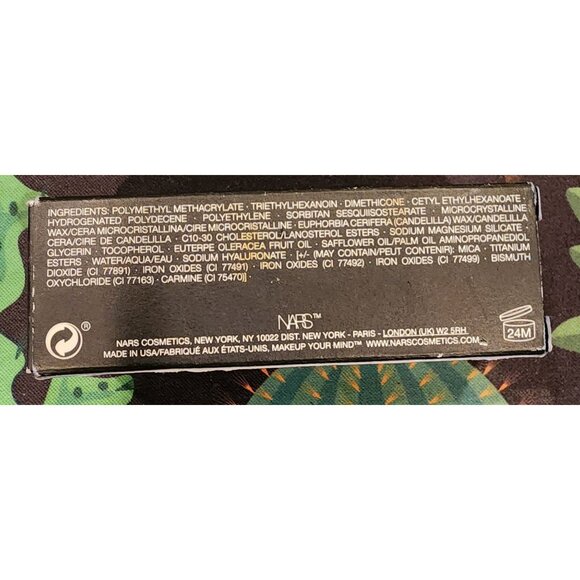 INGREDIENTS: POLYMETHYL METHACRYLATE · TRIETHYLHEXANOIN · DIMETHICONE · CETYL ETHYLHEXANOATE ·
HYDROGENATED POLYDECENE · POLYETHYLENE · SORBITAN SESQUIISOSTEARATE · MICROCRYSTALLINE
WAX/CERA MICROCRISTALLINA/CIRE MICROCRISTALLINE · EUPHORBIA CERIFERA (CANDELILLA) WAX/CANDELILLA
CERA/CIRE DE CANDELILLA · C10-30 CHOLESTEROL/LANOSTEROL ESTERS · SODIUM MAGNESIUM SILICATE ·
GLYCERIN · TOCOPHEROL · EUTERPE OLERACEA FRUIT OIL · SAFFLOWER OIL/PALM OIL AMINOPROPANEDIOL
ESTERS · WATER/AQUA/EAU · SODIUM HYALURONATE · [+/- (MAY CONTAIN/PEUT CONTENIR): MICA · TITANIUM
DIOXIDE (CI 77891) · IRON OXIDES (CI 77491) · IRON OXIDES (CI 77492) · IRON OXIDES (CI 77499) · BISMUTH
OXYCHLORIDE (CI 77163) · CARMINE (CI 75470)]
®
NARS™
NARS COSMETICS, NEW YORK, NY 10022 DIST. NEW YORK - PARIS - LONDON (UK) W2 5RH
MADE IN USA/FABRIQUÉ AUX ÉTATS-UNIS, MAKEUP YOUR MIND™ WWW.NARSCOSMETICS.COM
24M